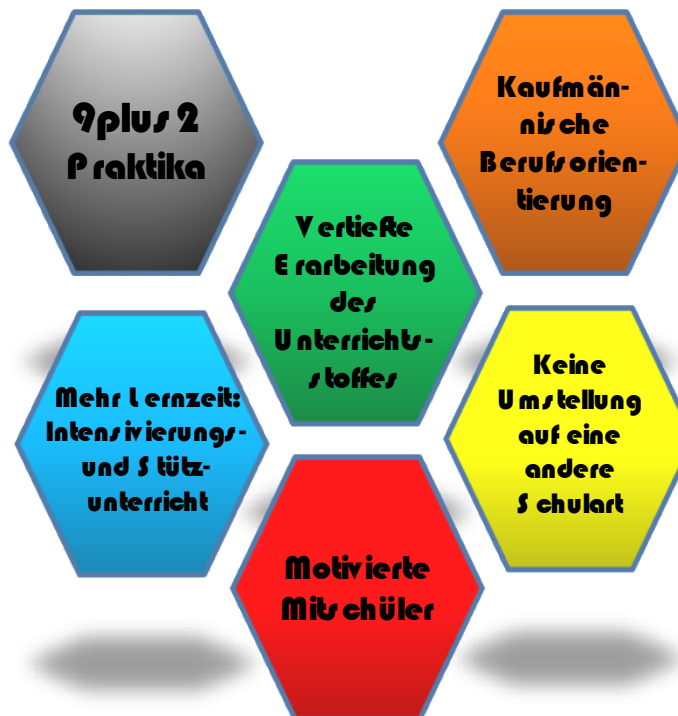 9plus 2
Praktika
Kaufmän-
nische
Berufsorien-
tierung
Vertiefte
Erarbeitung
des
Unterrichts-
stoffes
Mehr Lernzeit:
Intensivierungs-
und Stütz-
unterricht
Keine
Umstellung
auf eine
andere
Schulart
Motivierte
Mitschüler